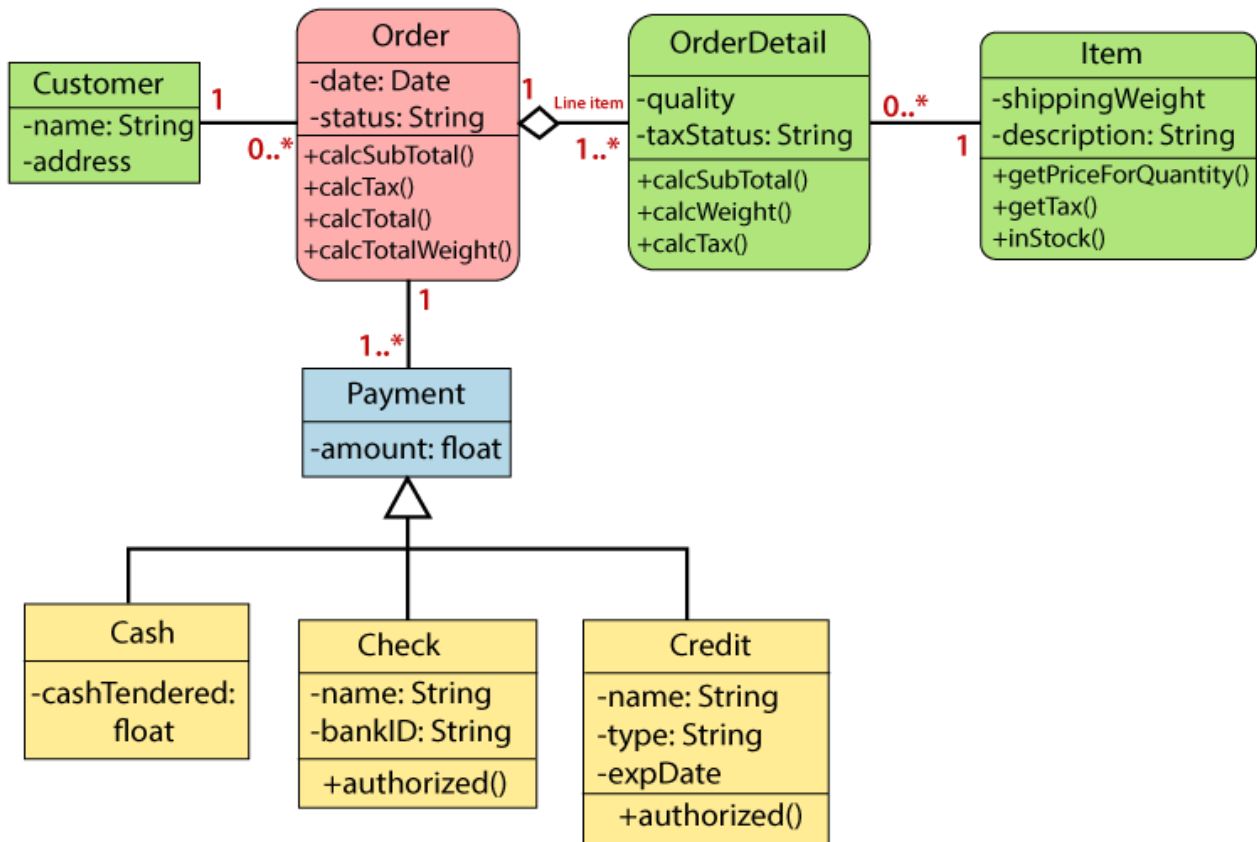 Customer
-name: String
-address
1
0..*
Order
-date: Date
-status: String
+calcSubTotal()
+calcTax()
+calcTotal()
+calcTotalWeight()
1
Line item
1..*
OrderDetail
-quality
-taxStatus: String
+calcSubTotal()
+calcWeight()
+calcTax()
0..*
1
Item
-shippingWeight
-description: String
+getPriceForQuantity()
+getTax()
+inStock()
1
1..*
Payment
-amount: float
Cash
-cashTendered:
float
Check
-name: String
-bankID: String
+authorized()
Credit
-name: String
-type: String
-expDate
+authorized()